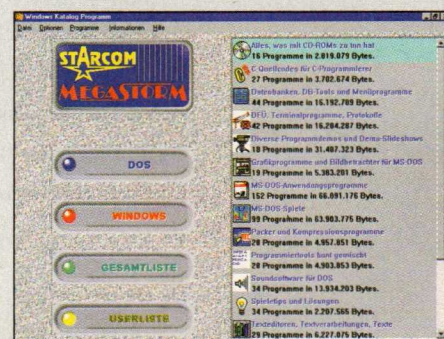 Windows Katalog Programm
Datei Optionen Programme Informationen Hilfe
STARCOM
MEGASTORM
DOS
WINDOWS
GESAMTLISTE
USERLISTE
Alles, was mit CD-ROMs zu tun hat
16 Programme in 2.019.079 Bytes.
C-Quellcodes für C-Programmierer
27 Programme in 3.702.674 Bytes.
Datenbanken, DB-Tools und Menüprogramme
44 Programme in 16.192.789 Bytes.
DFÜ, Terminalprogramme, Protokolle
42 Programme in 16.284.287 Bytes.
Diverse Programmdemos und Demo-Slideshows
18 Programme in 31.487.323 Bytes.
Grafikprogramme und Bildbetrachter für MS-DOS
19 Programme in 5.383.201 Bytes.
MS-DOS-Anwendungsprogramme
152 Programme in 66.091.176 Bytes.
MS-DOS-Spiele
99 Programme in 63.903.775 Bytes.
Packer und Kompressionsprogramme
28 Programme in 4.957.851 Bytes.
Programmiertools bunt gemischt
28 Programme in 4.903.853 Bytes.
Soundsoftware für DOS
34 Programme in 13.934.203 Bytes.
Spieletips und Lösungen
34 Programme in 2.207.565 Bytes.
Texteditoren, Textverarbeitungen, Texte
29 Programme in 6.227.075 Bytes.